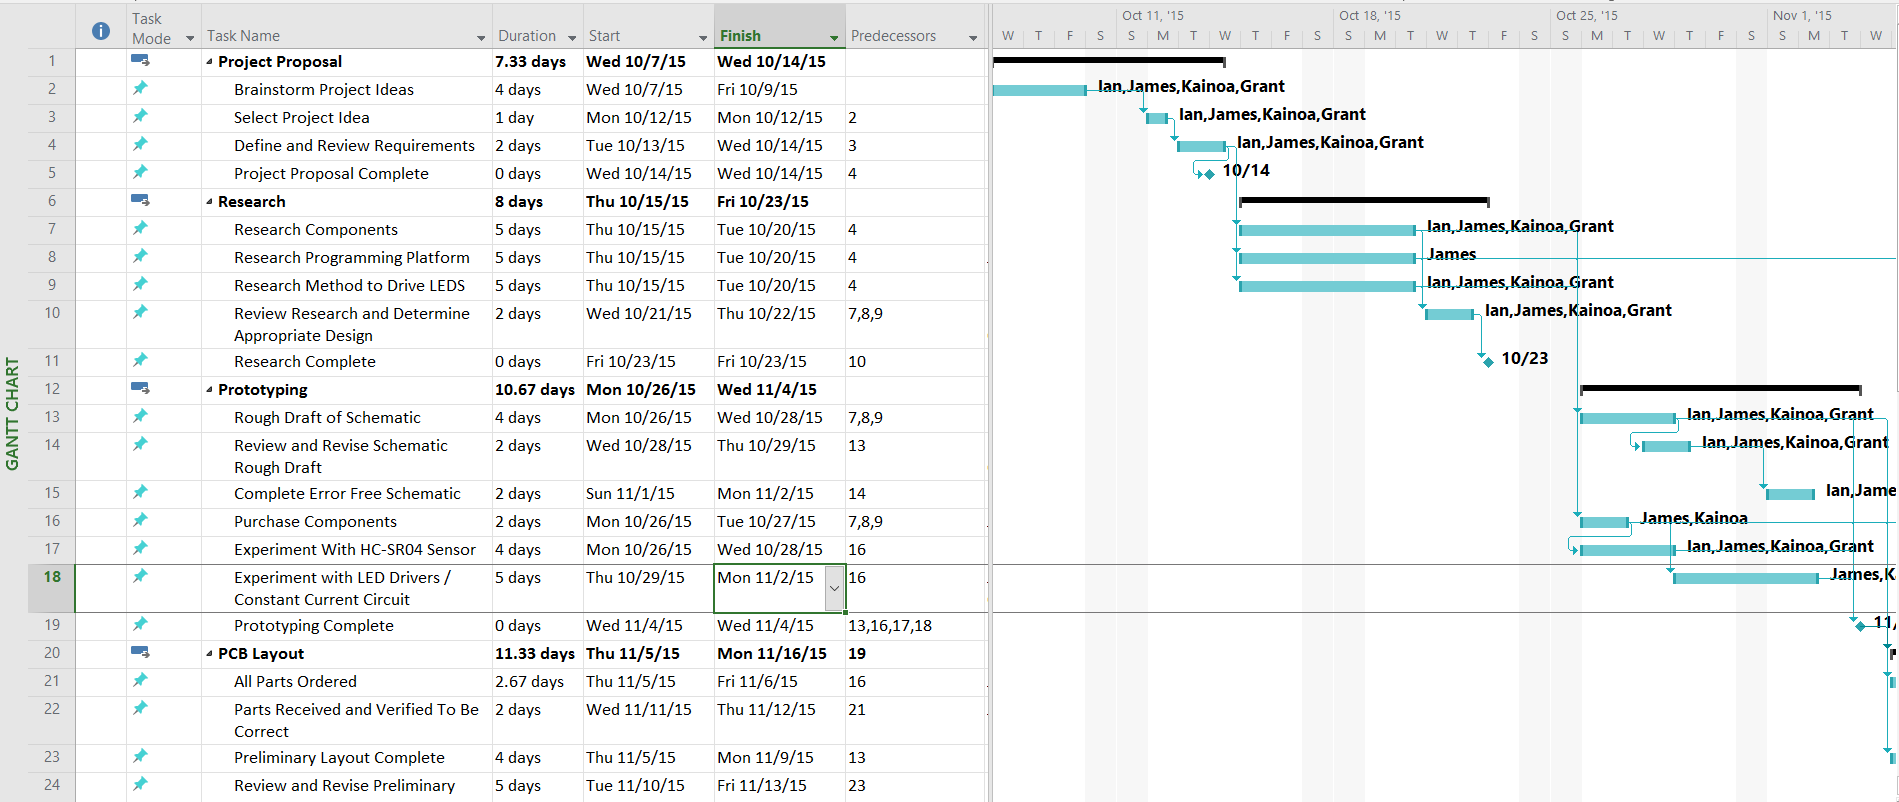 Task Mode Task Name Duration Start Finish Predecessors
Oct 11, '15 Oct 18, '15 Oct 25, '15 Nov 1, '15
W T F S S M T W T F S S M T W T F S S M T W T F S S M T W
1 Project Proposal 7.33 days Wed 10/7/15 Wed 10/14/15
2 Brainstorm Project Ideas 4 days Wed 10/7/15 Fri 10/9/15 Ian,James,Kainoa,Grant
3 Select Project Idea 1 day Mon 10/12/15 Mon 10/12/15 2 Ian,James,Kainoa,Grant
4 Define and Review Requirements 2 days Tue 10/13/15 Wed 10/14/15 3 Ian,James,Kainoa,Grant
5 Project Proposal Complete 0 days Wed 10/14/15 Wed 10/14/15 4 10/14
6 Research 8 days Thu 10/15/15 Fri 10/23/15
7 Research Components 5 days Thu 10/15/15 Tue 10/20/15 4 Ian,James,Kainoa,Grant
8 Research Programming Platform 5 days Thu 10/15/15 Tue 10/20/15 4 James
9 Research Method to Drive LEDS 5 days Thu 10/15/15 Tue 10/20/15 4 Ian,James,Kainoa,Grant
10 Review Research and Determine 2 days Wed 10/21/15 Thu 10/22/15 7,8,9 Ian,James,Kainoa,Grant
Appropriate Design
11 Research Complete 0 days Fri 10/23/15 Fri 10/23/15 10 10/23
12 Prototyping 10.67 days Mon 10/26/15 Wed 11/4/15
13 Rough Draft of Schematic 4 days Mon 10/26/15 Wed 10/28/15 7,8,9 Ian,James,Kainoa,Grant
14 Review and Revise Schematic 2 days Wed 10/28/15 Thu 10/29/15 13 Ian,James,Kainoa,Grant
Rough Draft
15 Complete Error Free Schematic 2 days Sun 11/1/15 Mon 11/2/15 14 Ian,Jame
16 Purchase Components 2 days Mon 10/26/15 Tue 10/27/15 7,8,9 James,Kainoa
17 Experiment With HC-SR04 Sensor 4 days Mon 10/26/15 Wed 10/28/15 16 Ian,James,Kainoa,Grant
18 Experiment with LED Drivers / 5 days Thu 10/29/15 Mon 11/2/15 16 James,K
Constant Current Circuit
19 Prototyping Complete 0 days Wed 11/4/15 Wed 11/4/15 13,16,17,18 11/
20 PCB Layout 11.33 days Thu 11/5/15 Mon 11/16/15 19
21 All Parts Ordered 2.67 days Thu 11/5/15 Fri 11/6/15 16
22 Parts Received and Verified To Be 2 days Wed 11/11/15 Thu 11/12/15 21
Correct
23 Preliminary Layout Complete 4 days Thu 11/5/15 Mon 11/9/15 13
24 Review and Revise Preliminary 5 days Tue 11/10/15 Fri 11/13/15 23
GANTT CHART